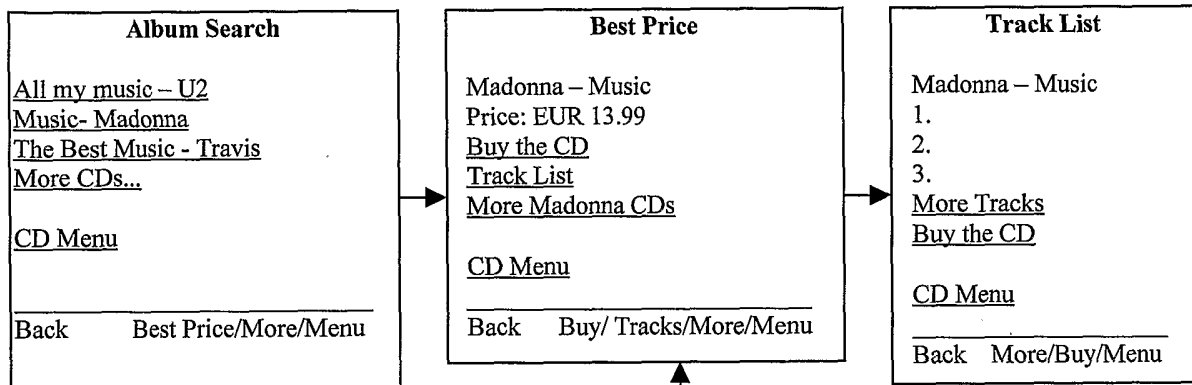 Album Search
All my music – U2
Music- Madonna
The Best Music - Travis
More CDs...
CD Menu
Back Best Price/More/Menu
Best Price
Madonna – Music
Price: EUR 13.99
Buy the CD
Track List
More Madonna CDs
CD Menu
Back Buy/ Tracks/More/Menu
Track List
Madonna – Music
1.
2.
3.
More Tracks
Buy the CD
CD Menu
Back More/Buy/Menu